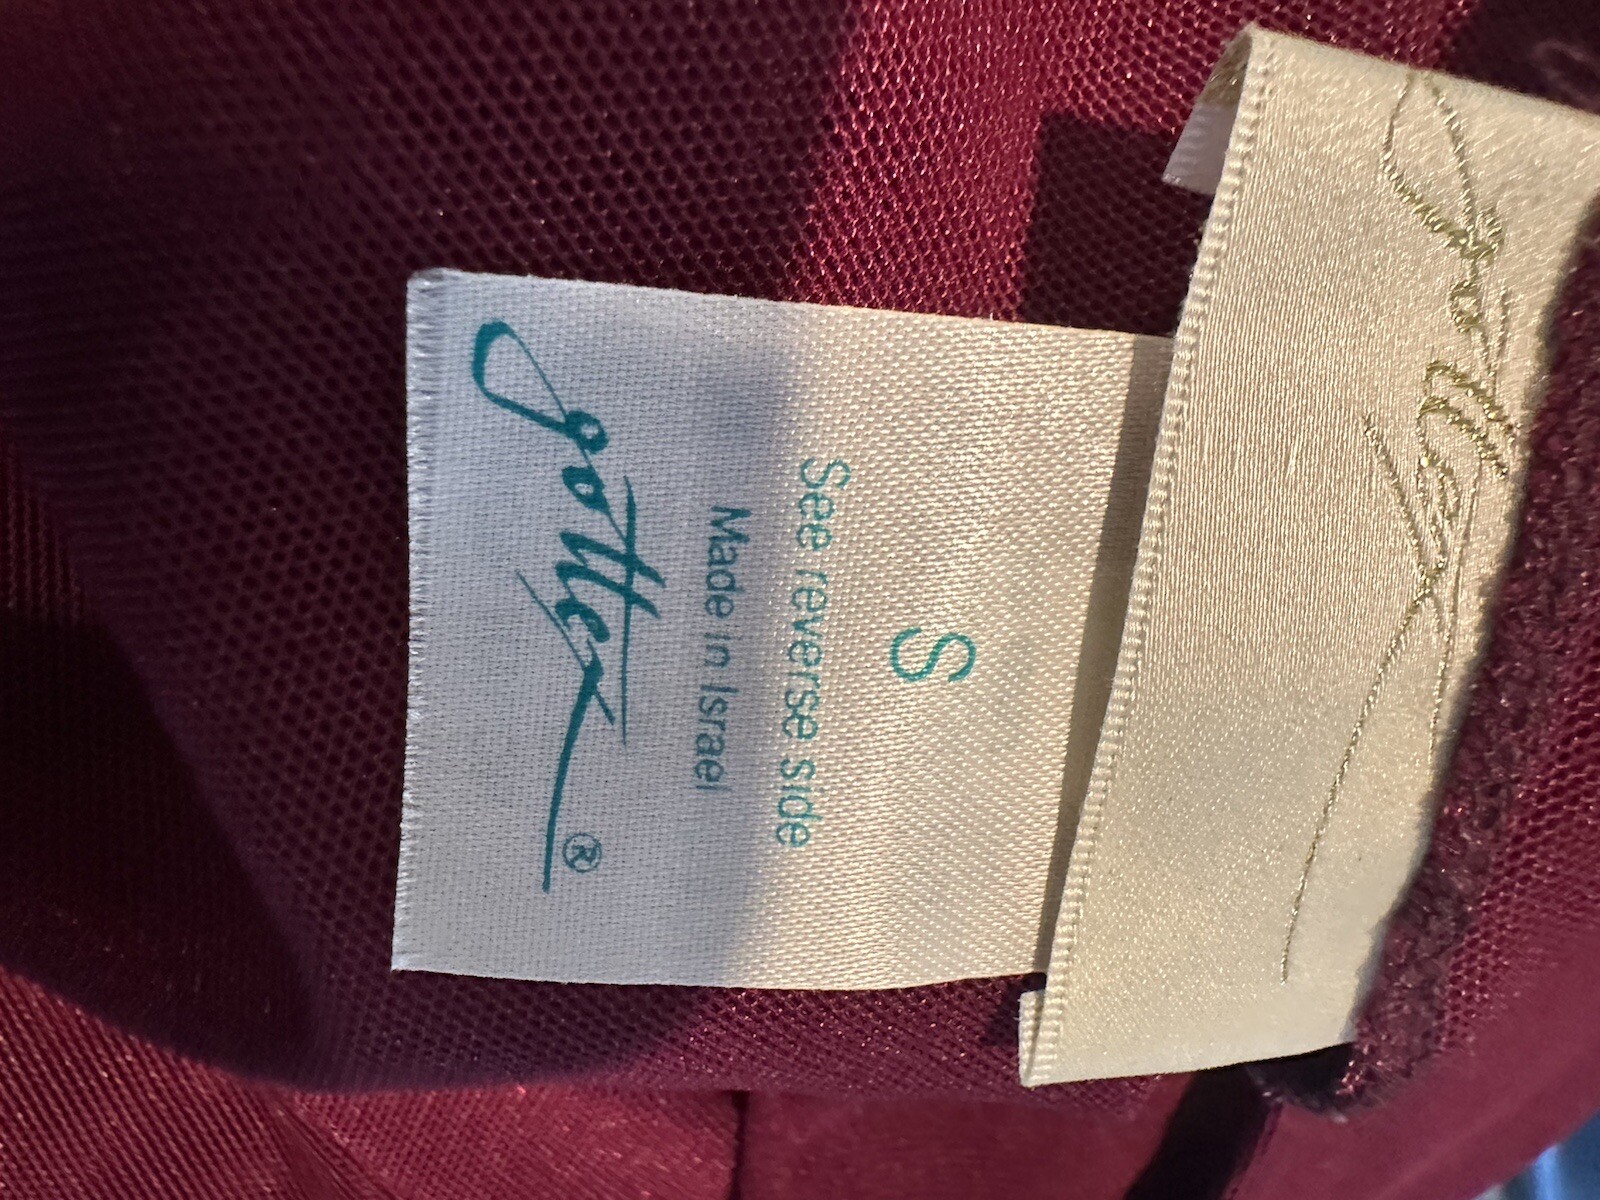 Gottex
S
See reverse side
Made in Israel
gottex®